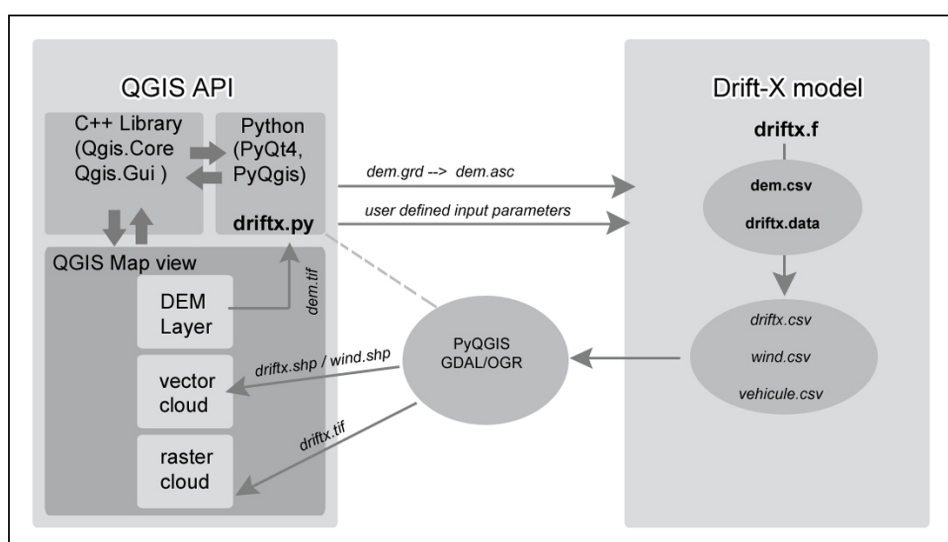 QGIS API
C++ Library
(Qgis.Core
Qgis.Gui )
Python
(PyQt4,
PyQgis)
driftx.py
QGIS Map view
DEM
Layer
dem.tif
vector
cloud
raster
cloud
dem.grd --> dem.asc
user defined input parameters
PyQGIS
GDAL/OGR
driftx.shp / wind.shp
driftx.tif
Drift-X model
driftx.f
dem.csv
driftx.data
driftx.csv
wind.csv
vehicule.csv